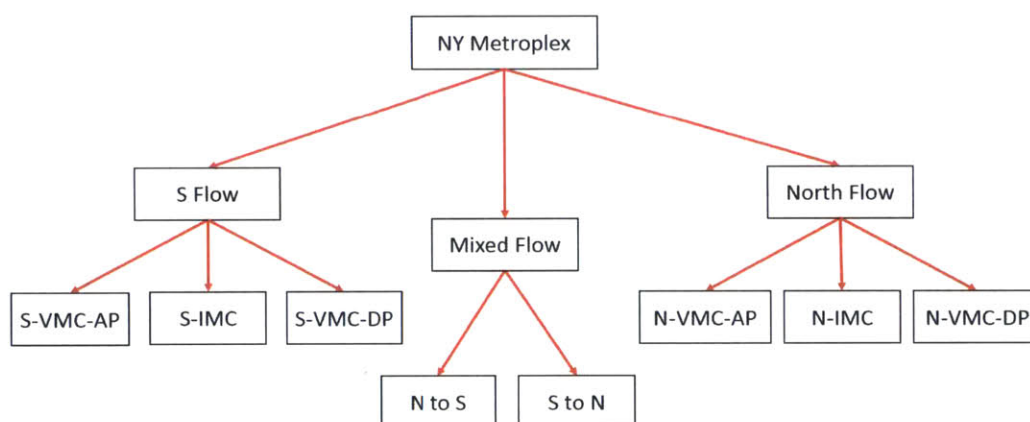 NY Metroplex
S Flow
Mixed Flow
North Flow
S-VMC-AP
S-IMC
S-VMC-DP
N-VMC-AP
N-IMC
N-VMC-DP
N to S
S to N